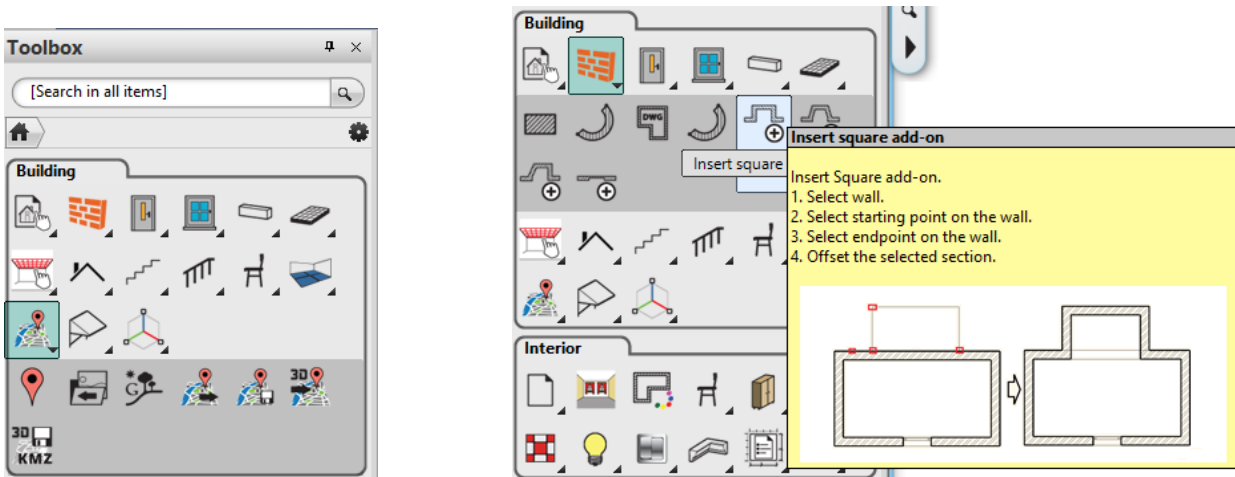 Toolbox
[Search in all items]
Building
G
3D
3D
KMZ
Building
DWG
Insert square
Insert square add-on
Insert Square add-on.
1. Select wall.
2. Select starting point on the wall.
3. Select endpoint on the wall.
4. Offset the selected section.
Interior